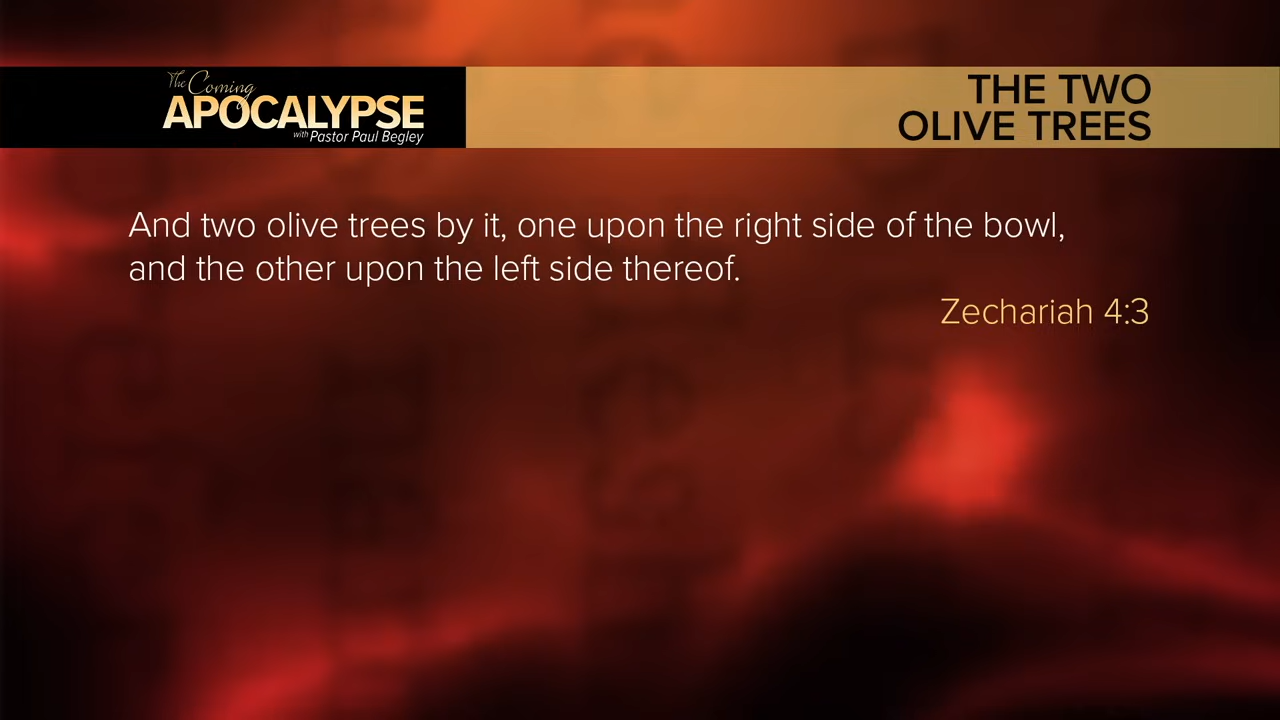 The Coming
APOCALYPSE
with Pastor Paul Begley
THE TWO
OLIVE TREES
And two olive trees by it, one upon the right side of the bowl,
and the other upon the left side thereof.
Zechariah 4:3